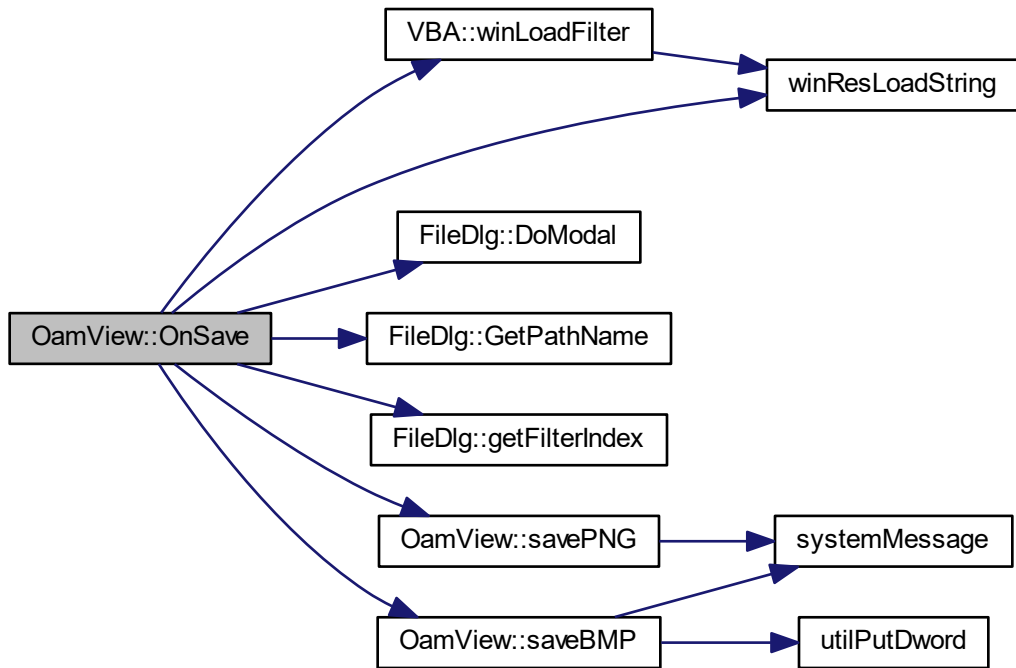 VBA::winLoadFilter
winResLoadString
FileDlg::DoModal
OamView::OnSave
FileDlg::GetPathName
FileDlg::getFilterIndex
OamView::savePNG
systemMessage
OamView::saveBMP
utilPutDword